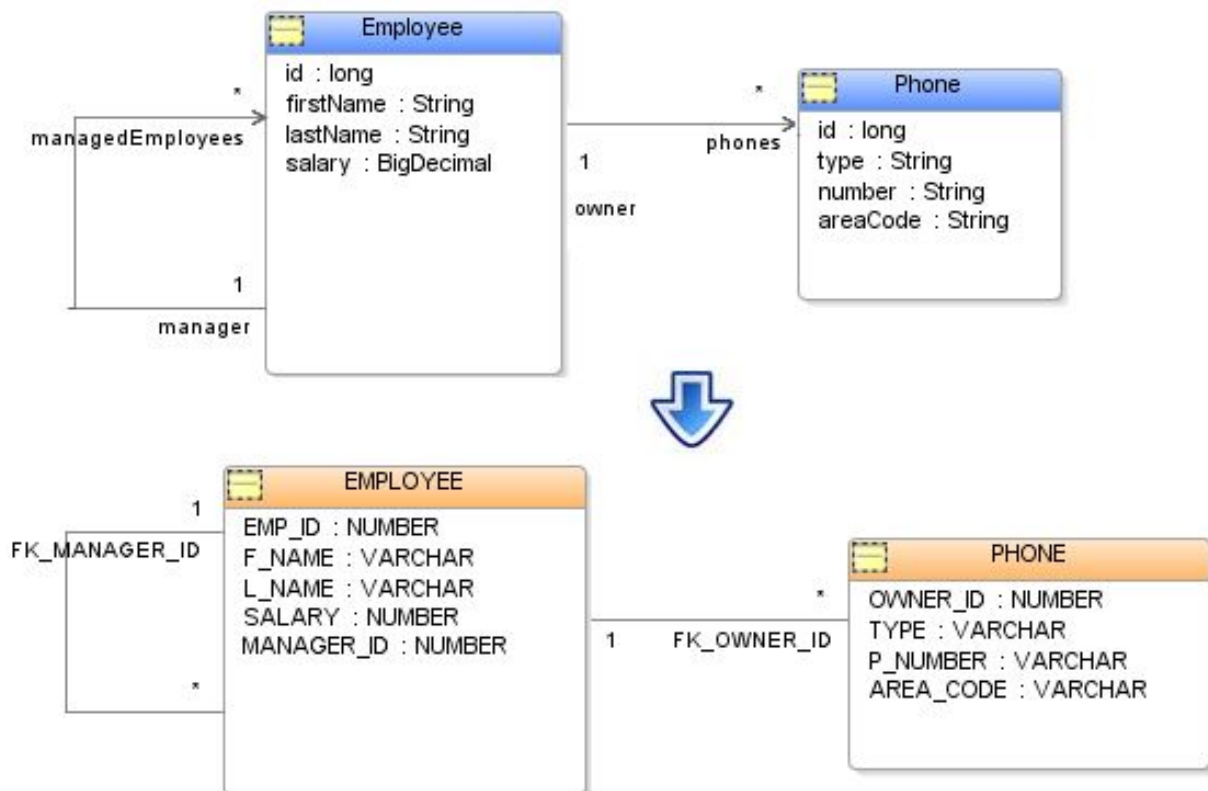 Employee
id : long
firstName : String
lastName : String
salary : BigDecimal
*
managedEmployees
1
manager
1
owner
*
phones
Phone
id : long
type : String
number : String
areaCode : String
EMPLOYEE
EMP_ID : NUMBER
F_NAME : VARCHAR
L_NAME : VARCHAR
SALARY : NUMBER
MANAGER_ID : NUMBER
1
FK_MANAGER_ID
*
1
FK_OWNER_ID
*
PHONE
OWNER_ID : NUMBER
TYPE : VARCHAR
P_NUMBER : VARCHAR
AREA_CODE : VARCHAR